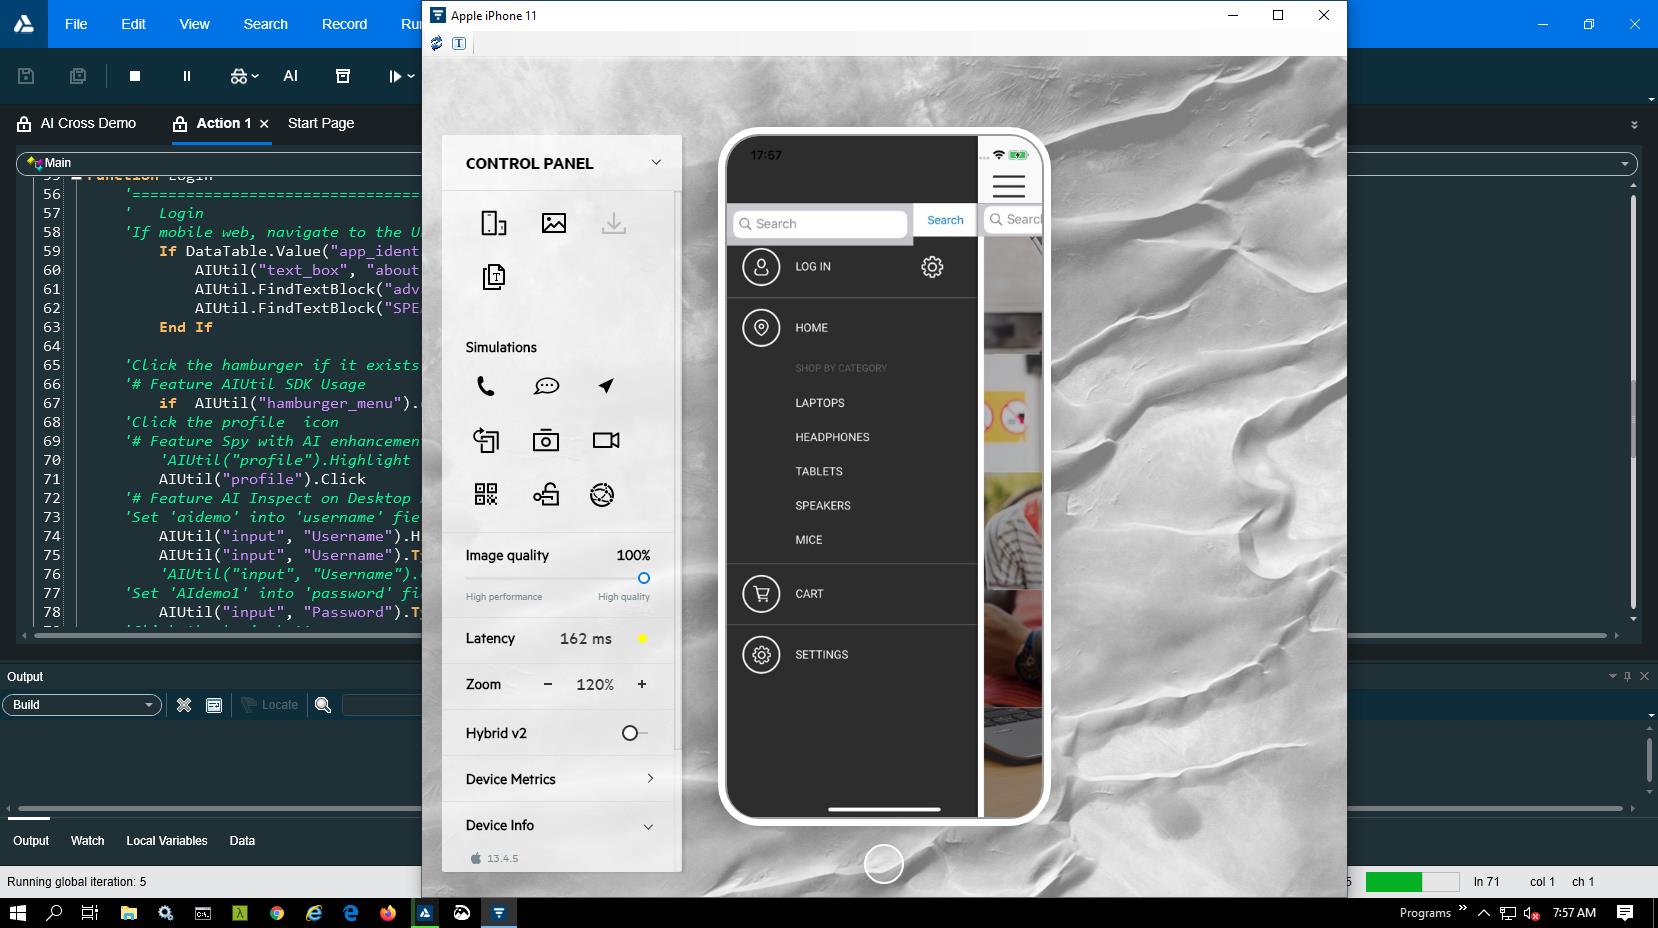 Apple iPhone 11
File Edit View Search Record
AI
T
AI Cross Demo Action 1 × Start Page
Main
56 '
57 ' Login
58 'If mobile web, navigate to the
59 If DataTable.Value("app_ident
60 AIUtil("text_box", "about
61 AIUtil.FindTextBlock("adv
62 AIUtil.FindTextBlock("SPE
63 End If
64
65 'Click the hamburger if it exists
66 '# Feature AIUtil SDK Usage
67 if AIUtil("hamburger_menu").
68 'Click the profile icon
69 '# Feature Spy with AI enhancement
70 'AIUtil("profile").Highlight
71 AIUtil("profile").Click
72 '# Feature AI Inspect on Desktop
73 'Set 'aidemo' into 'username' fie
74 AIUtil("input", "Username").H
75 AIUtil("input", "Username").Ty
76 'AIUtil("input", "Username").
77 'Set 'AIdemo1' into 'password' fie
78 AIUtil("input", "Password").Ty
CONTROL PANEL
T
Simulations
Image quality 100%
High performance High quality
Latency 162 ms
Zoom − 120% +
Hybrid v2
Device Metrics
Device Info
13.4.5
17:57
Search Search Search
LOG IN
HOME
SHOP BY CATEGORY
LAPTOPS
HEADPHONES
TABLETS
SPEAKERS
MICE
CART
SETTINGS
Output
Build Locate
Output Watch Local Variables Data
Running global iteration: 5 ln 71 col 1 ch 1
Programs » 7:57 AM